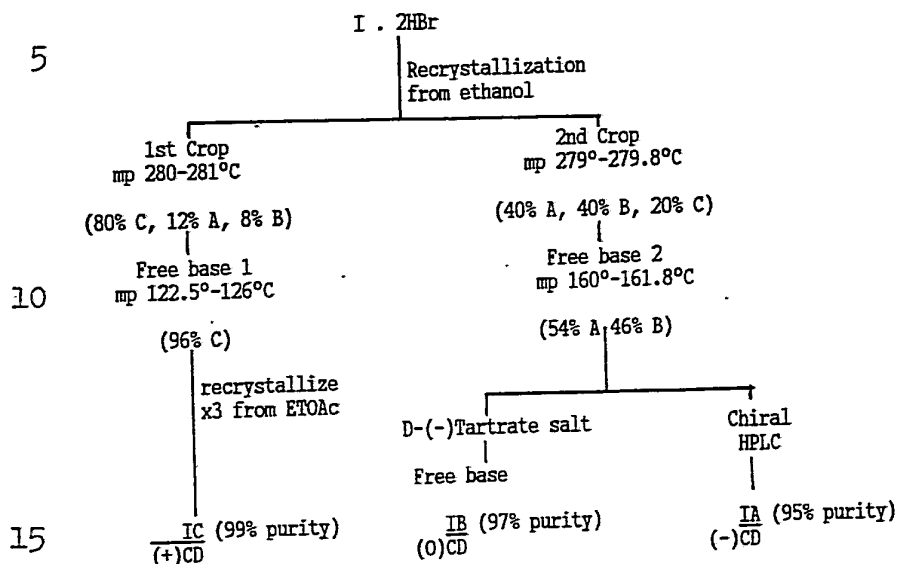 I . 2HBr
5
Recrystallization
from ethanol
1st Crop
mp 280-281°C
2nd Crop
mp 279°-279.8°C
(80% C, 12% A, 8% B)
(40% A, 40% B, 20% C)
Free base 1
mp 122.5°-126°C
Free base 2
mp 160°-161.8°C
10
(96% C)
(54% A 46% B)
recrystallize
x3 from ETOAc
D-(-)Tartrate salt
Chiral
HPLC
Free base
15
IC (99% purity)
(+)CD
IB (97% purity)
(0)CD
IA (95% purity)
(-)CD